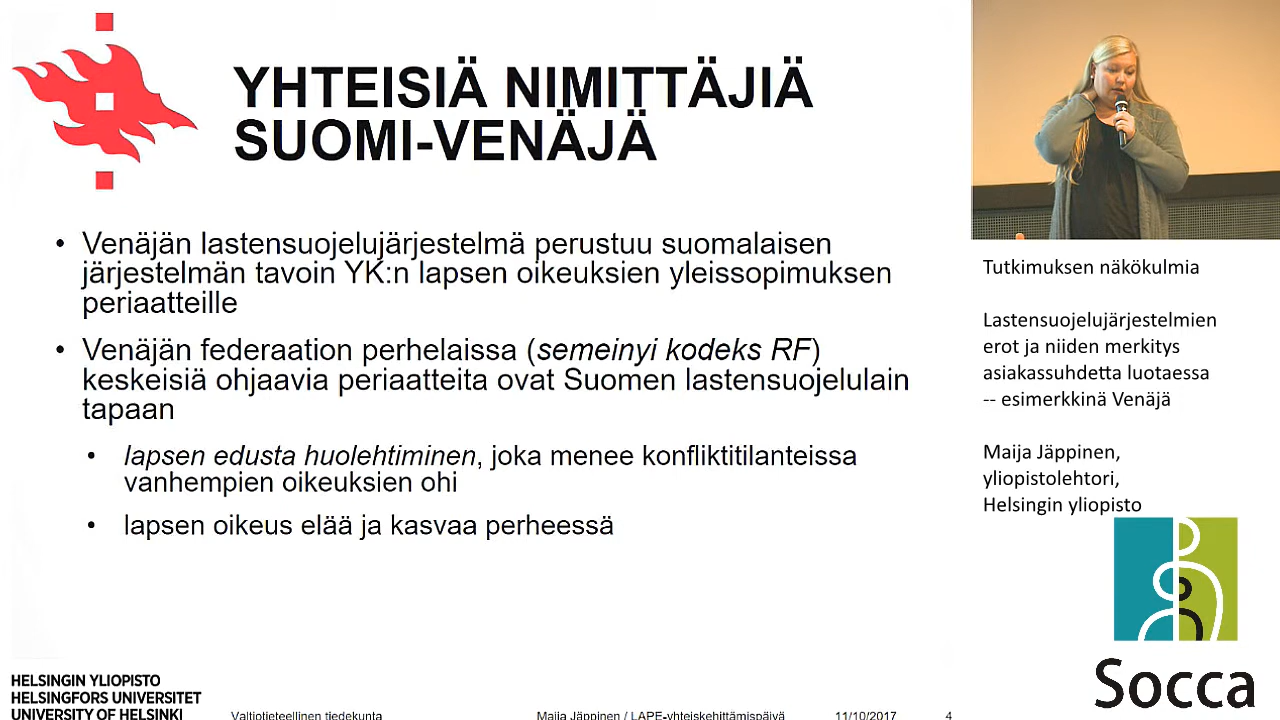 YHTEISIÄ NIMITTÄJIÄ
SUOMI-VENÄJÄ
• Venäjän lastensuojelujärjestelmä perustuu suomalaisen
järjestelmän tavoin YK:n lapsen oikeuksien yleissopimuksen
periaatteille
• Venäjän federaation perhelaissa (semeinyi kodeks RF)
keskeisiä ohjaavia periaatteita ovat Suomen lastensuojelulain
tapaan
• lapsen edusta huolehtiminen, joka menee konfliktitilanteissa
vanhempien oikeuksien ohi
• lapsen oikeus elää ja kasvaa perheessä
HELSINGIN YLIOPISTO
HELSINGFORS UNIVERSITET
UNIVERSITY OF HELSINKI
Valtiotieteellinen tiedekunta
Maija Jäppinen / LAPE-yhteiskehittämispäivä
11/10/2017
4
Tutkimuksen näkökulmia
Lastensuojelujärjestelmien
erot ja niiden merkitys
asiakassuhdetta luotaessa
-- esimerkkinä Venäjä
Maija Jäppinen,
yliopistolehtori,
Helsingin yliopisto
Socca